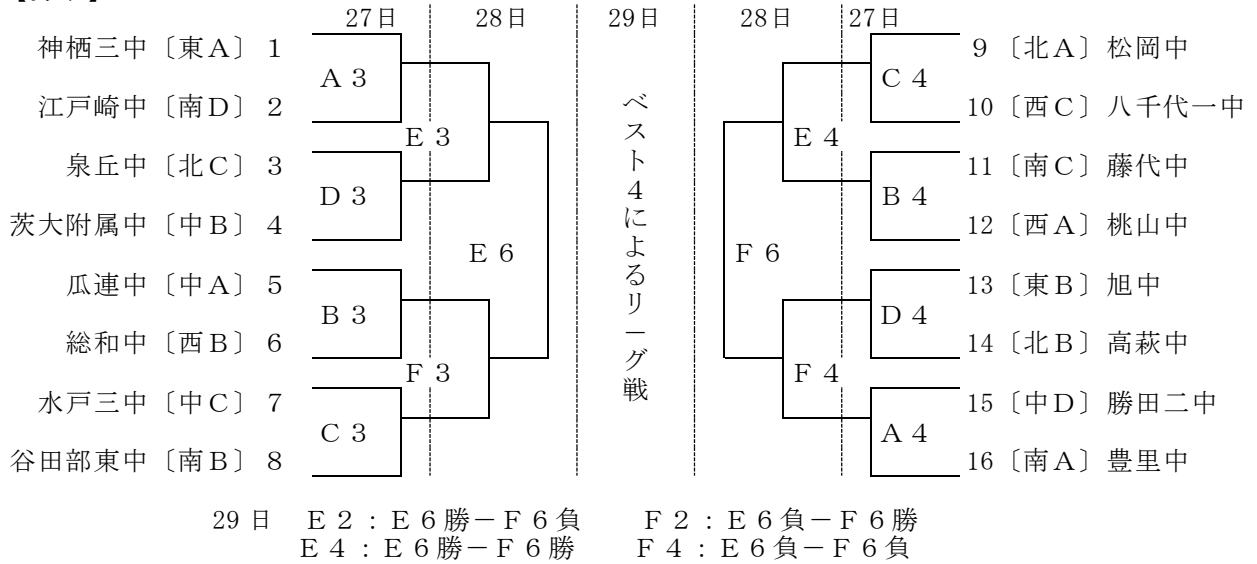 27日 28日 29日 28日 27日
神栖三中〔東Ａ〕 1 Ａ３ Ｃ４ 9 〔北Ａ〕松岡中
江戸崎中〔南Ｄ〕 2 10 〔西Ｃ〕八千代一中
Ｅ３ Ｅ４
泉丘中〔北Ｃ〕 3 Ｄ３ Ｂ４ 11 〔南Ｃ〕藤代中
茨大附属中〔中Ｂ〕 4 12 〔西Ａ〕桃山中
Ｅ６ Ｆ６
ベスト４によるリーグ戦
瓜連中〔中Ａ〕 5 Ｂ３ Ｄ４ 13 〔東Ｂ〕旭中
総和中〔西Ｂ〕 6 14 〔北Ｂ〕高萩中
Ｆ３ Ｆ４
水戸三中〔中Ｃ〕 7 Ｃ３ Ａ４ 15 〔中Ｄ〕勝田二中
谷田部東中〔南Ｂ〕 8 16 〔南Ａ〕豊里中
29日 Ｅ２：Ｅ６勝－Ｆ６負 Ｆ２：Ｅ６負－Ｆ６勝
Ｅ４：Ｅ６勝－Ｆ６勝 Ｆ４：Ｅ６負－Ｆ６負